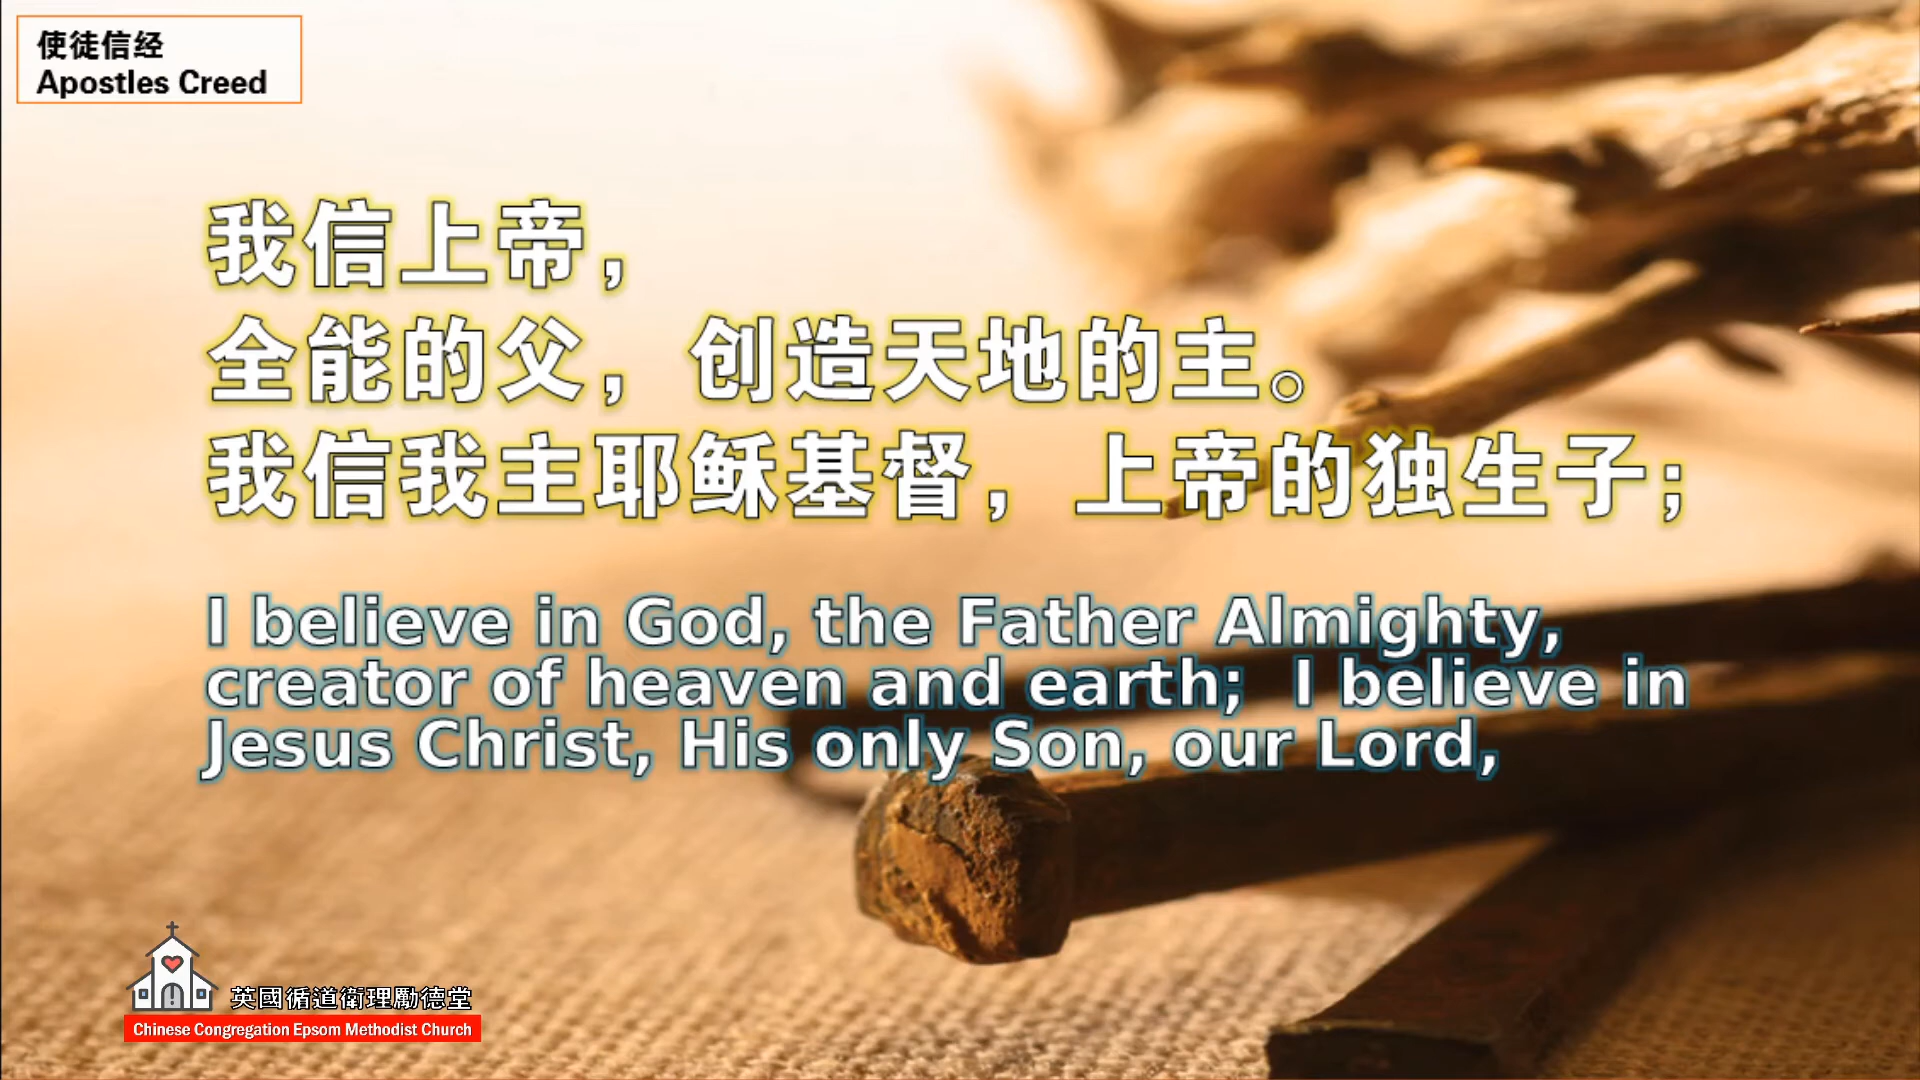 使徒信经
Apostles Creed
我信上帝，
全能的父，创造天地的主。
我信我主耶稣基督，上帝的独生子；
I believe in God, the Father Almighty,
creator of heaven and earth;  I believe in
Jesus Christ, His only Son, our Lord,
英國循道衛理勵德堂
Chinese Congregation Epsom Methodist Church